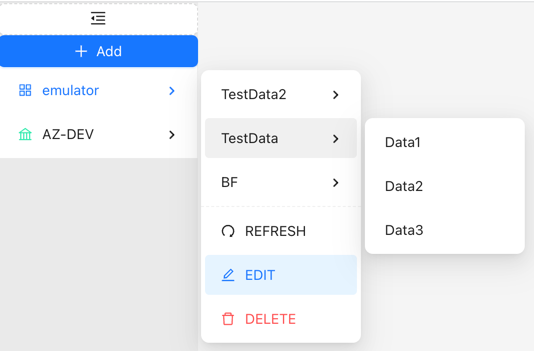 Add
emulator
AZ-DEV
TestData2
TestData
BF
REFRESH
EDIT
DELETE
Data1
Data2
Data3